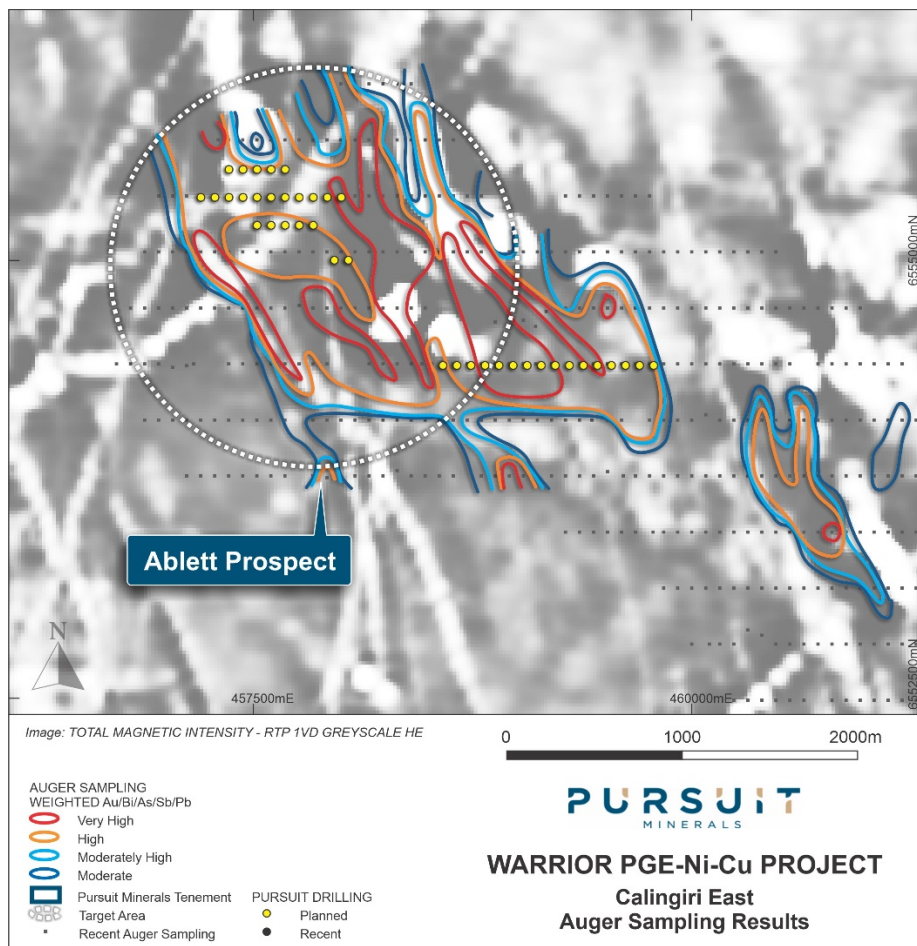 6555000mN
Ablett Prospect
N
457500mE
460000mE
6552500mN
Image: TOTAL MAGNETIC INTENSITY - RTP 1VD GREYSCALE HE
0 1000 2000m
AUGER SAMPLING
WEIGHTED Au/Bi/As/Sb/Pb
Very High
High
Moderately High
Moderate
Pursuit Minerals Tenement
Target Area
Recent Auger Sampling
PURSUIT DRILLING
Planned
Recent
PURSUIT
MINERALS
WARRIOR PGE-Ni-Cu PROJECT
Calingiri East
Auger Sampling Results